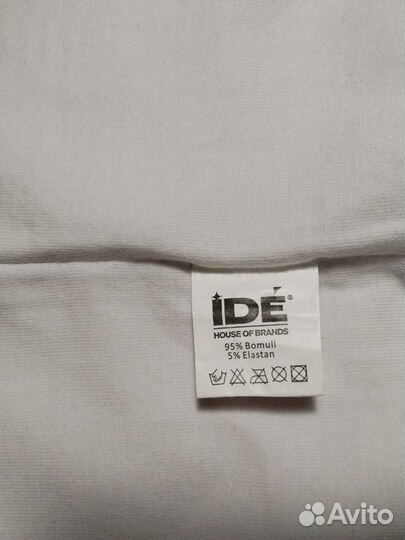 IDÉ®
HOUSE OF BRANDS
95% Bomull
5% Elastan
Avito